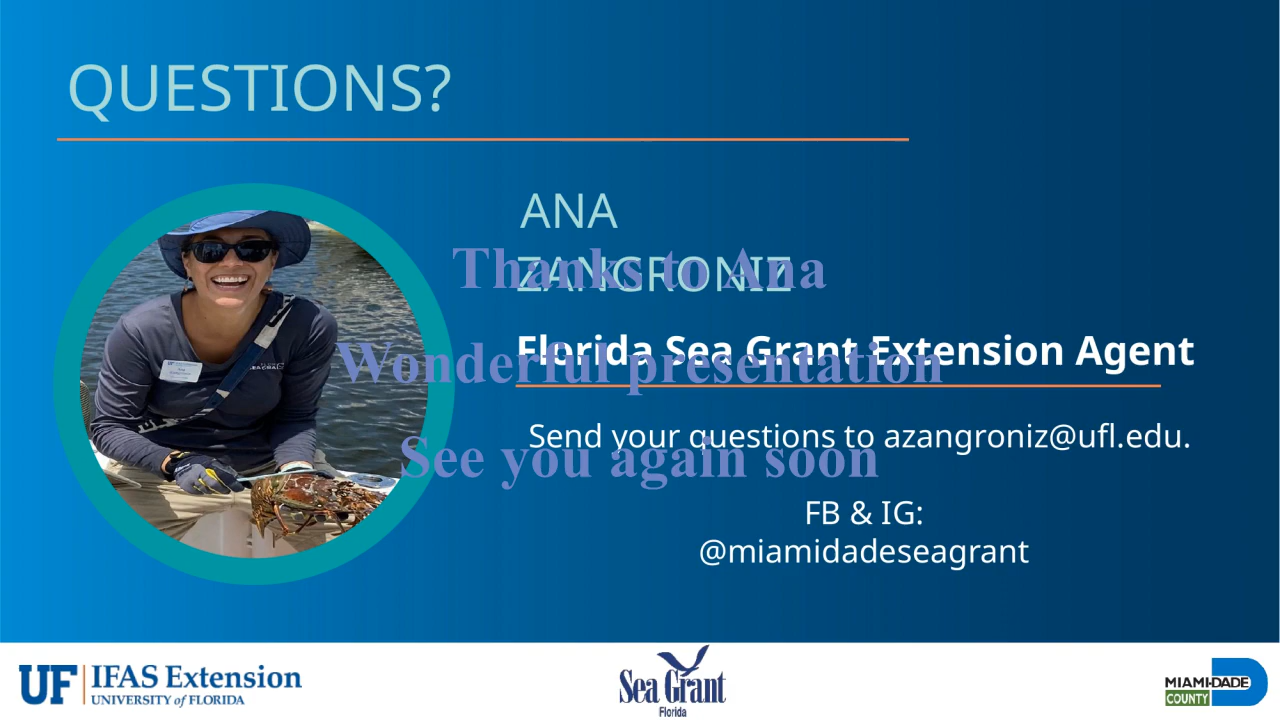 QUESTIONS?
ANA
ZANGRONIZ
Thanks to Ana
Florida Sea Grant Extension Agent
Wonderful presentation
Send your questions to azangroniz@ufl.edu.
See you again soon
FB & IG:
@miamidadeseagrant
UF IFAS Extension
UNIVERSITY of FLORIDA
Sea Grant
Florida
MIAMI-DADE
COUNTY